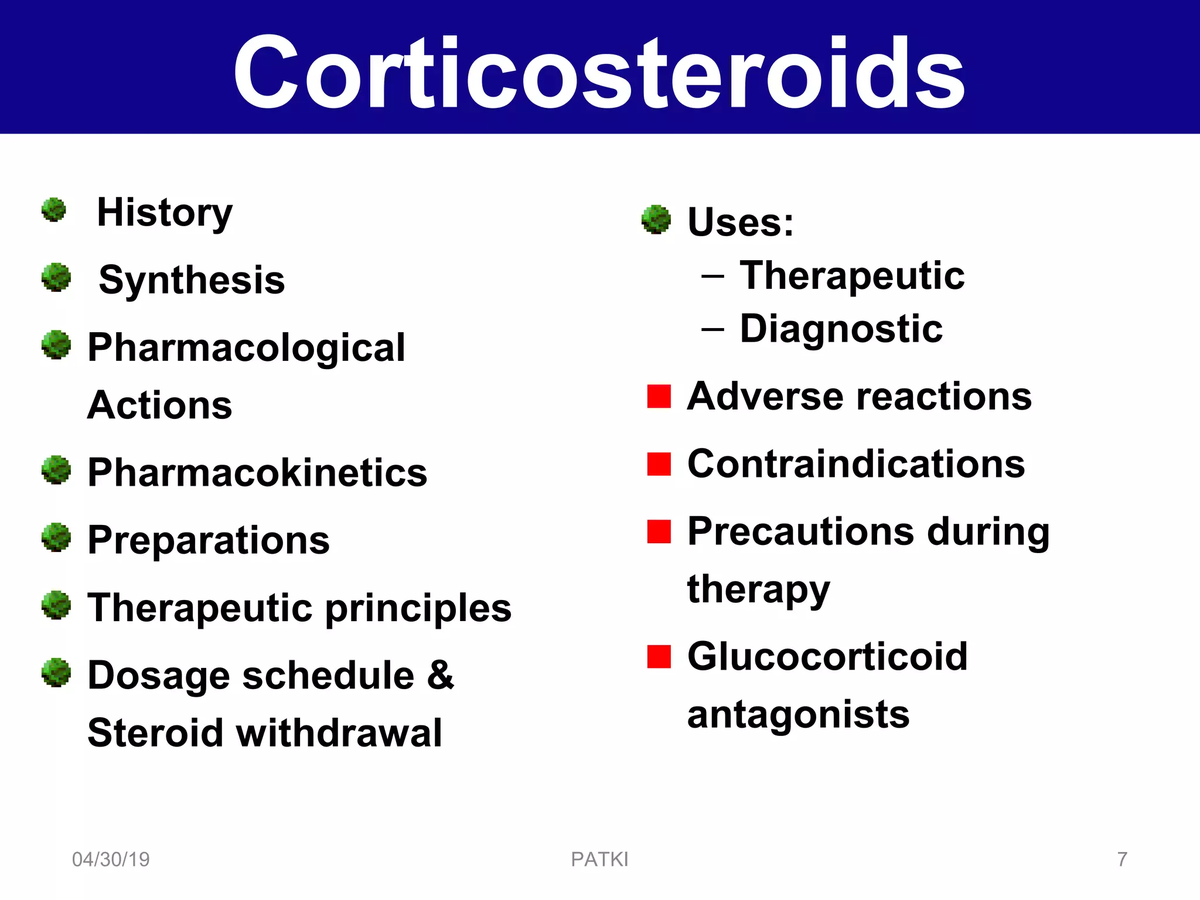 Corticosteroids
History
Synthesis
Pharmacological
Actions
Pharmacokinetics
Preparations
Therapeutic principles
Dosage schedule &
Steroid withdrawal
Uses:
– Therapeutic
– Diagnostic
Adverse reactions
Contraindications
Precautions during
therapy
Glucocorticoid
antagonists
04/30/19
PATKI
7